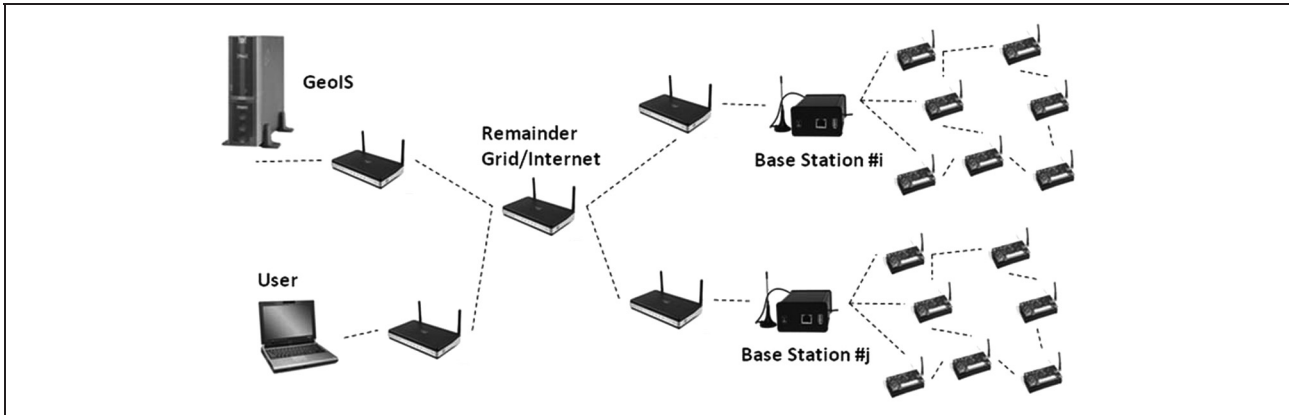 GeoIS
Remainder
Grid/Internet
Base Station #i
User
Base Station #j